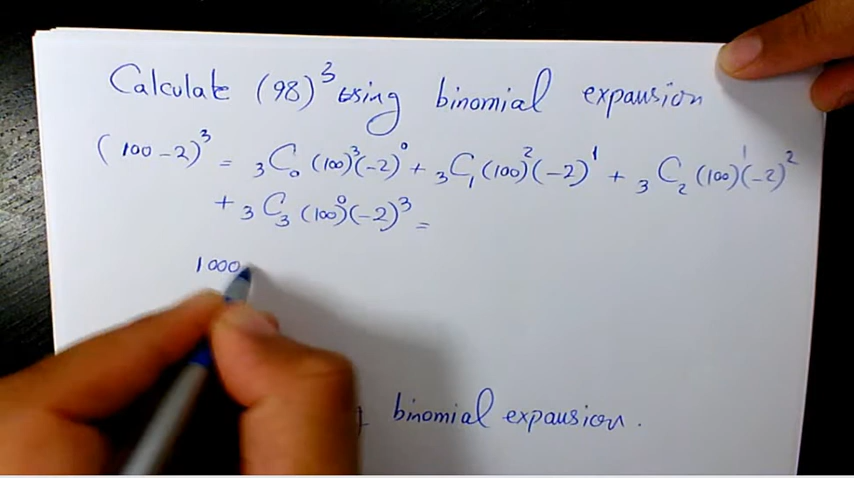 Calculate (98)³ using binomial expansion
(100-2)³ = ₃C₀ (100)³(-2)⁰ + ₃C₁ (100)²(-2)¹ + ₃C₂ (100)¹(-2)²
+ ₃C₃ (100)⁰(-2)³ =
1000
binomial expansion.